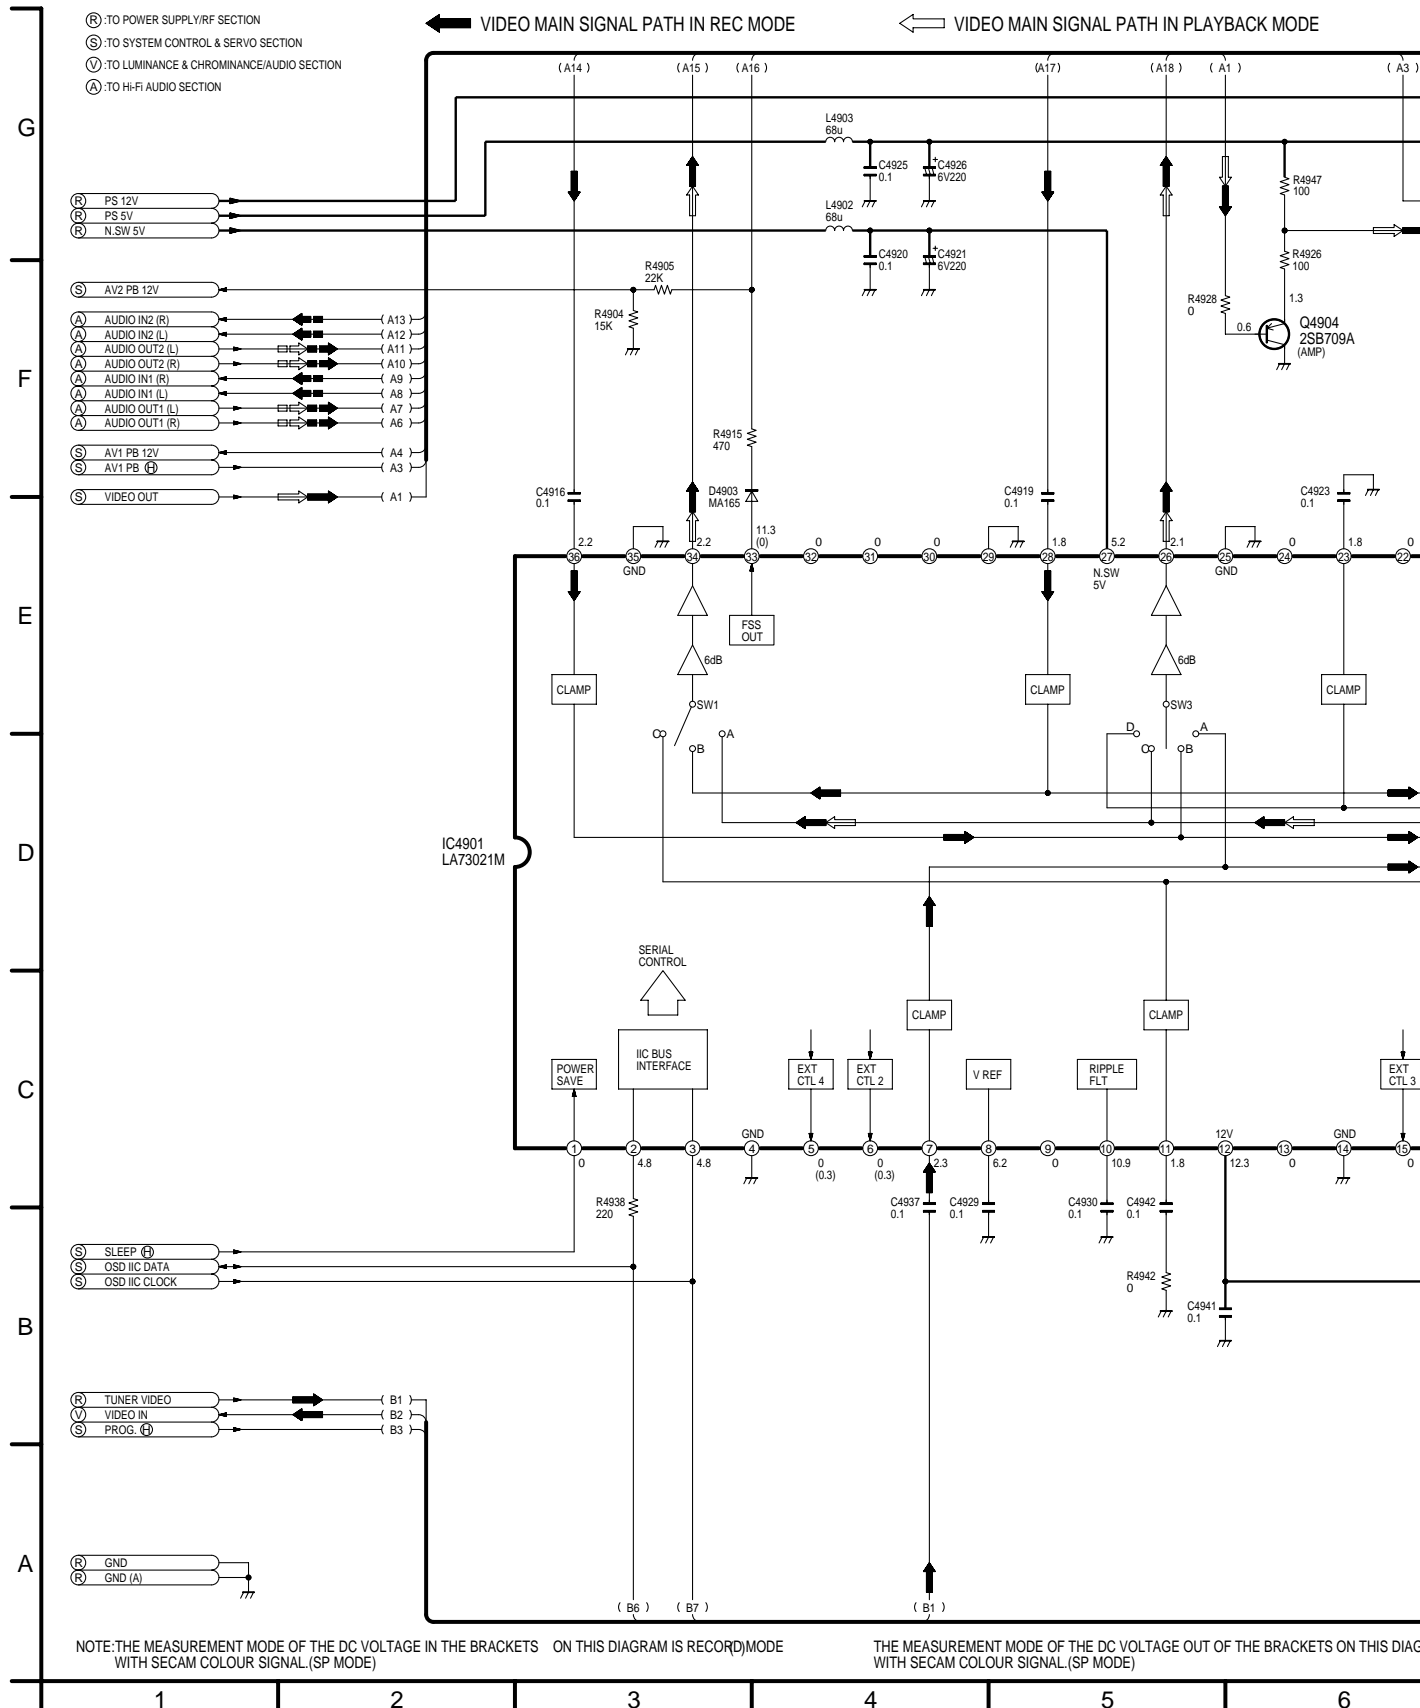 Ⓡ:TO POWER SUPPLY/RF SECTION
Ⓢ:TO SYSTEM CONTROL & SERVO SECTION
Ⓥ:TO LUMINANCE & CHROMINANCE/AUDIO SECTION
Ⓐ:TO Hi-Fi AUDIO SECTION
VIDEO MAIN SIGNAL PATH IN REC MODE
VIDEO MAIN SIGNAL PATH IN PLAYBACK MODE
(A14)
(A15)
(A16)
(A17)
(A18)
(A1)
(A3)
G
L4903
68u
C4925
0.1
+C4926
6V220
R4947
100
Ⓡ PS 12V
Ⓡ PS 5V
Ⓡ N.SW 5V
L4902
68u
C4920
0.1
+C4921
6V220
R4926
100
R4905
22K
R4904
15K
Ⓢ AV2 PB 12V
R4928
0
1.3
0.6
Q4904
2SB709A
(AMP)
F
Ⓐ AUDIO IN2 (R) (A13)
Ⓐ AUDIO IN2 (L) (A12)
Ⓐ AUDIO OUT2 (L) (A11)
Ⓐ AUDIO OUT2 (R) (A10)
Ⓐ AUDIO IN1 (R) (A9)
Ⓐ AUDIO IN1 (L) (A8)
Ⓐ AUDIO OUT1 (L) (A7)
Ⓐ AUDIO OUT1 (R) (A6)
Ⓢ AV1 PB 12V (A4)
Ⓢ AV1 PB Ⓗ (A3)
Ⓢ VIDEO OUT (A1)
R4915
470
C4916
0.1
D4903
MA165
C4919
0.1
C4923
0.1
2.2
2.2
11.3
(0)
0
0
0
1.8
5.2
2.1
0
1.8
0
36 35 34 33 32 31 30 29 28 27 26 25 24 23 22
GND
N.SW
5V
GND
E
FSS
OUT
6dB
6dB
CLAMP
CLAMP
CLAMP
SW1
SW3
C
B
A
D
C
B
A
D
IC4901
LA73021M
SERIAL
CONTROL
CLAMP
CLAMP
C
POWER
SAVE
IIC BUS
INTERFACE
EXT
CTL 4
EXT
CTL 2
V REF
RIPPLE
FLT
EXT
CTL 3
GND
12V
GND
1 2 3 4 5 6 7 8 9 10 11 12 13 14 15
0
4.8
4.8
0
(0.3)
0
(0.3)
2.3
6.2
0
10.9
1.8
12.3
0
0
R4938
220
C4937
0.1
C4929
0.1
C4930
0.1
C4942
0.1
Ⓢ SLEEP Ⓗ
Ⓢ OSD IIC DATA
Ⓢ OSD IIC CLOCK
R4942
0
C4941
0.1
B
Ⓡ TUNER VIDEO (B1)
Ⓥ VIDEO IN (B2)
Ⓢ PROG. Ⓗ (B3)
A
Ⓡ GND
Ⓡ GND (A)
(B6)
(B7)
(B1)
NOTE:THE MEASUREMENT MODE OF THE DC VOLTAGE IN THE BRACKETS ON THIS DIAGRAM IS RECORD MODE
WITH SECAM COLOUR SIGNAL.(SP MODE)
THE MEASUREMENT MODE OF THE DC VOLTAGE OUT OF THE BRACKETS ON THIS DIAG
WITH SECAM COLOUR SIGNAL.(SP MODE)
1 2 3 4 5 6